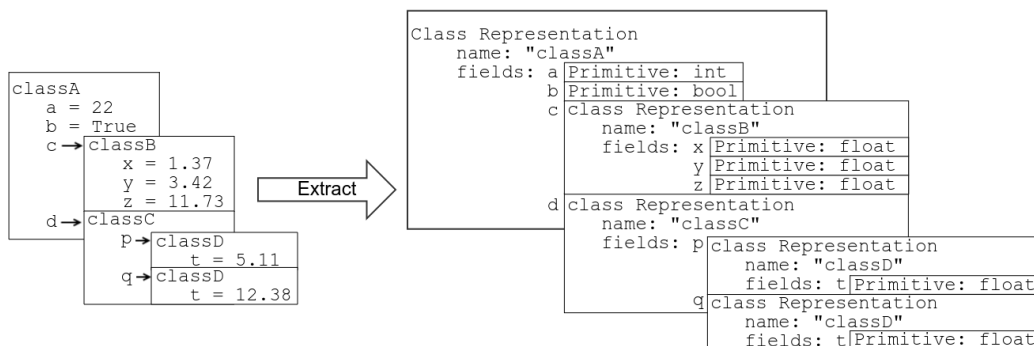 classA
a = 22
b = True
c classB
x = 1.37
y = 3.42
z = 11.73
d classC
p classD
t = 5.11
q classD
t = 12.38
Extract
Class Representation
name: "classA"
fields: a Primitive: int
b Primitive: bool
c class Representation
name: "classB"
fields: x Primitive: float
y Primitive: float
z Primitive: float
d class Representation
name: "classC"
fields: p class Representation
name: "classD"
fields: t Primitive: float
q class Representation
name: "classD"
fields: t Primitive: float